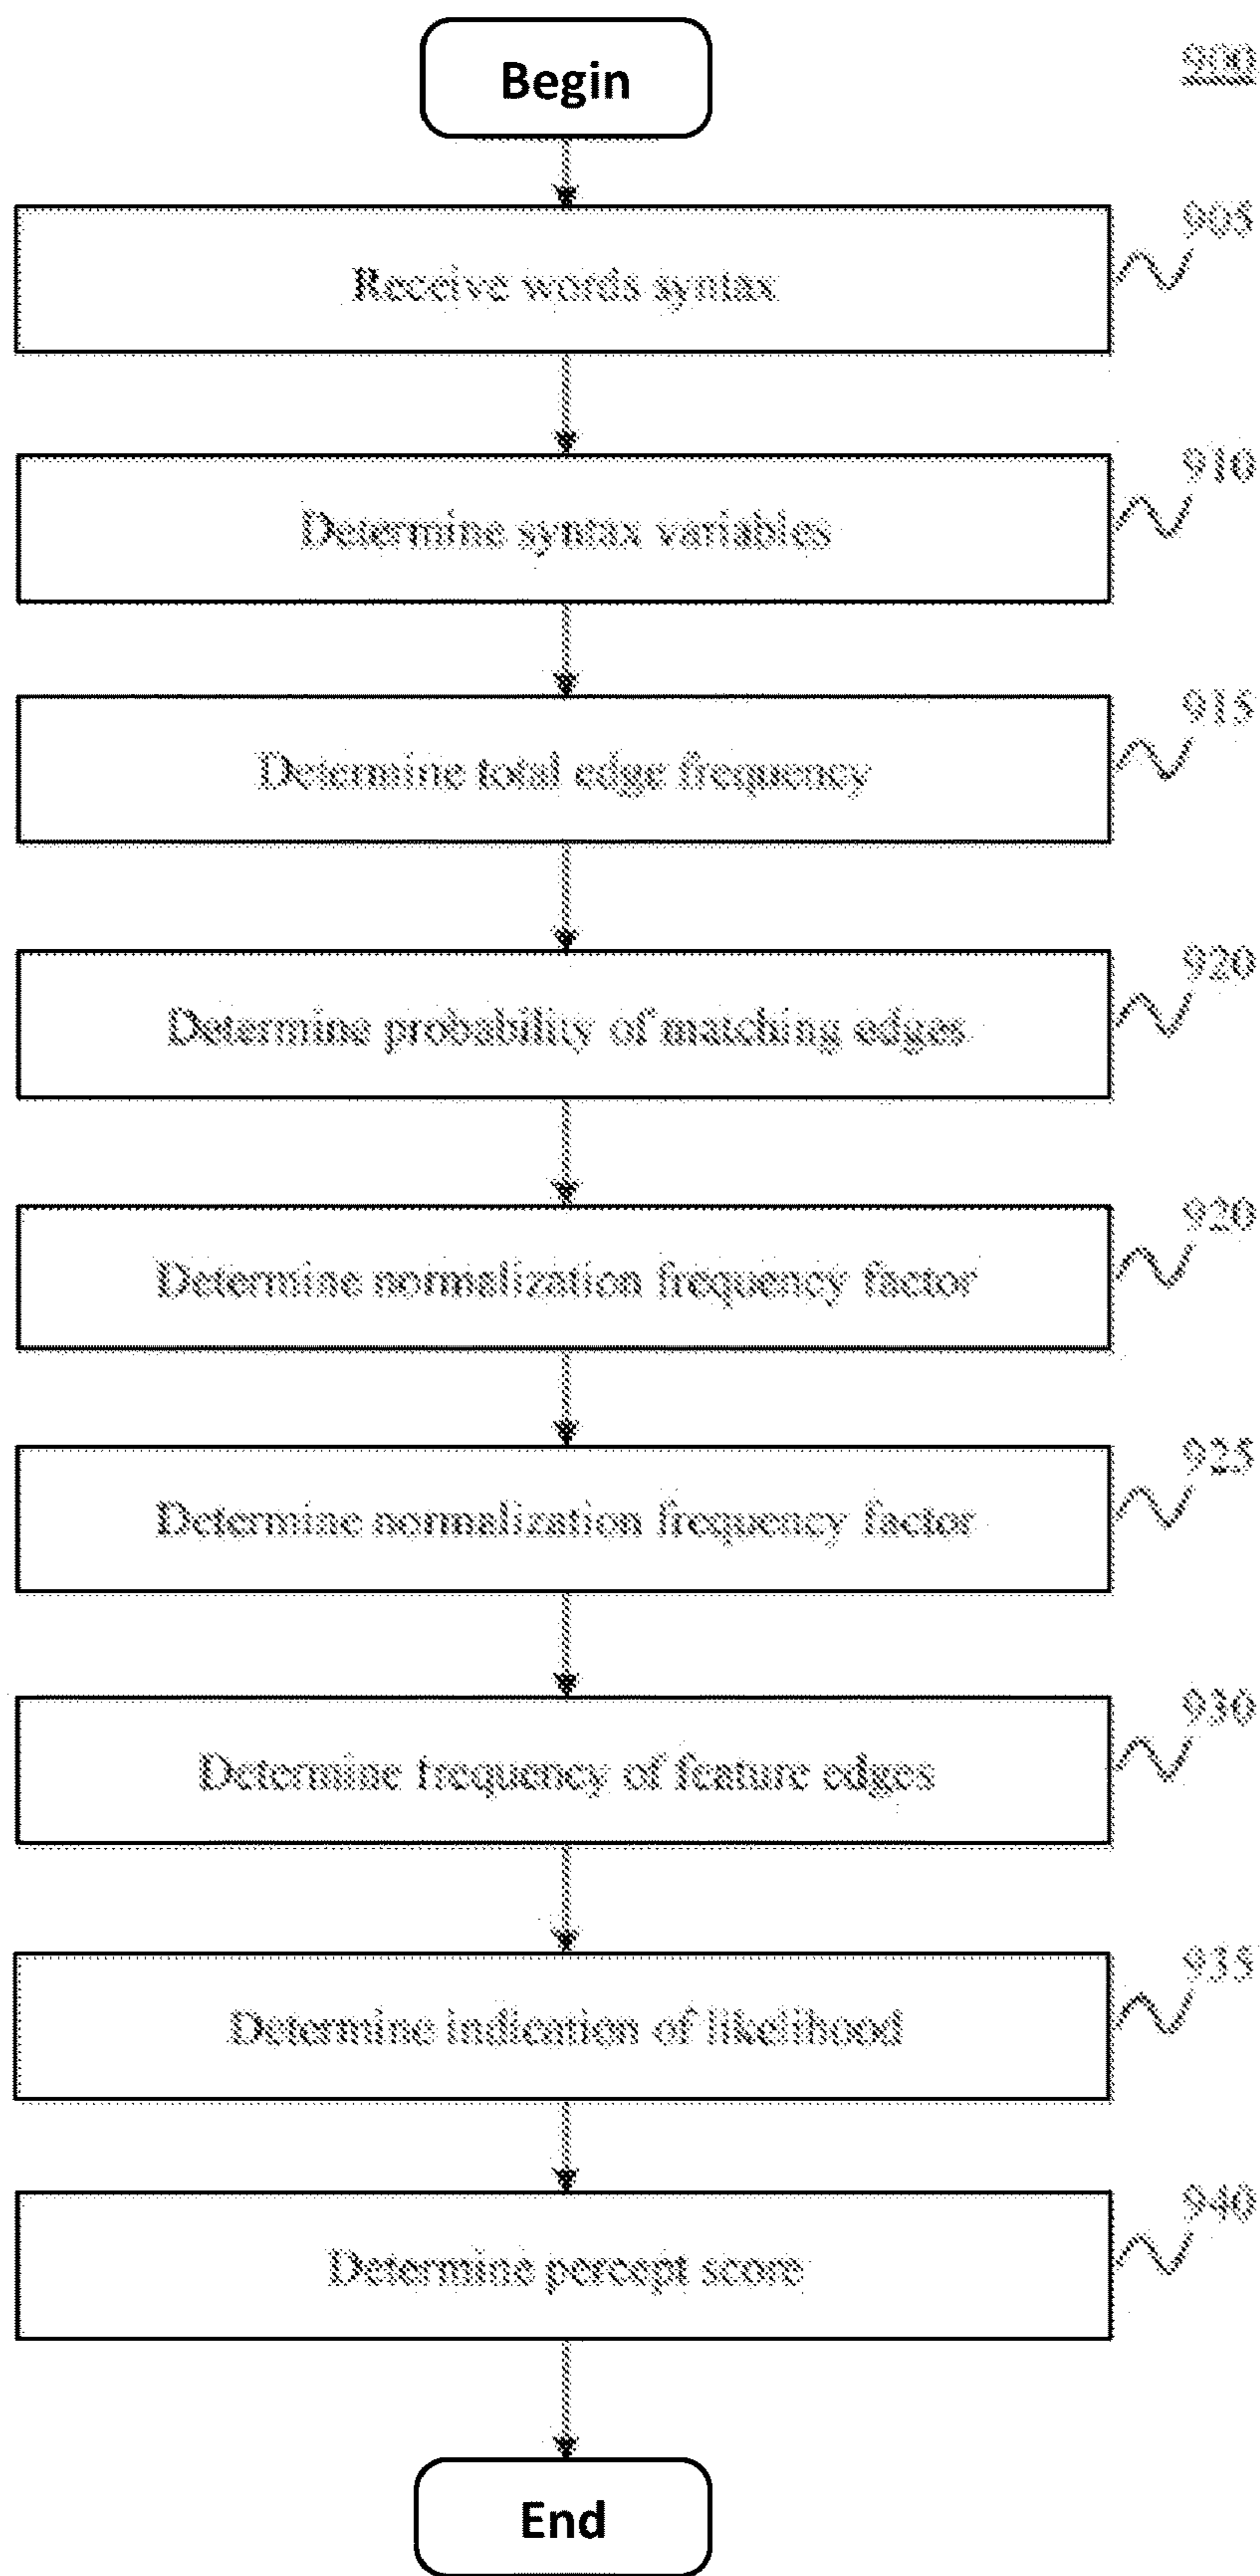 Begin
900
Receive words syntax
905
Determine syntax variables
910
Determine total edge frequency
915
Determine probability of matching edges
920
Determine normalization frequency factor
920
Determine normalization frequency factor
925
Determine frequency of feature edges
930
Determine indication of likelihood
935
Determine percept score
940
End